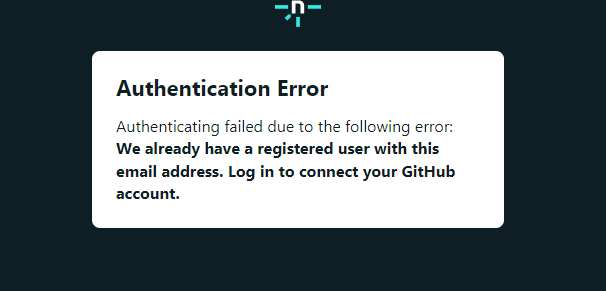 n
Authentication Error
Authenticating failed due to the following error:
We already have a registered user with this
email address. Log in to connect your GitHub
account.